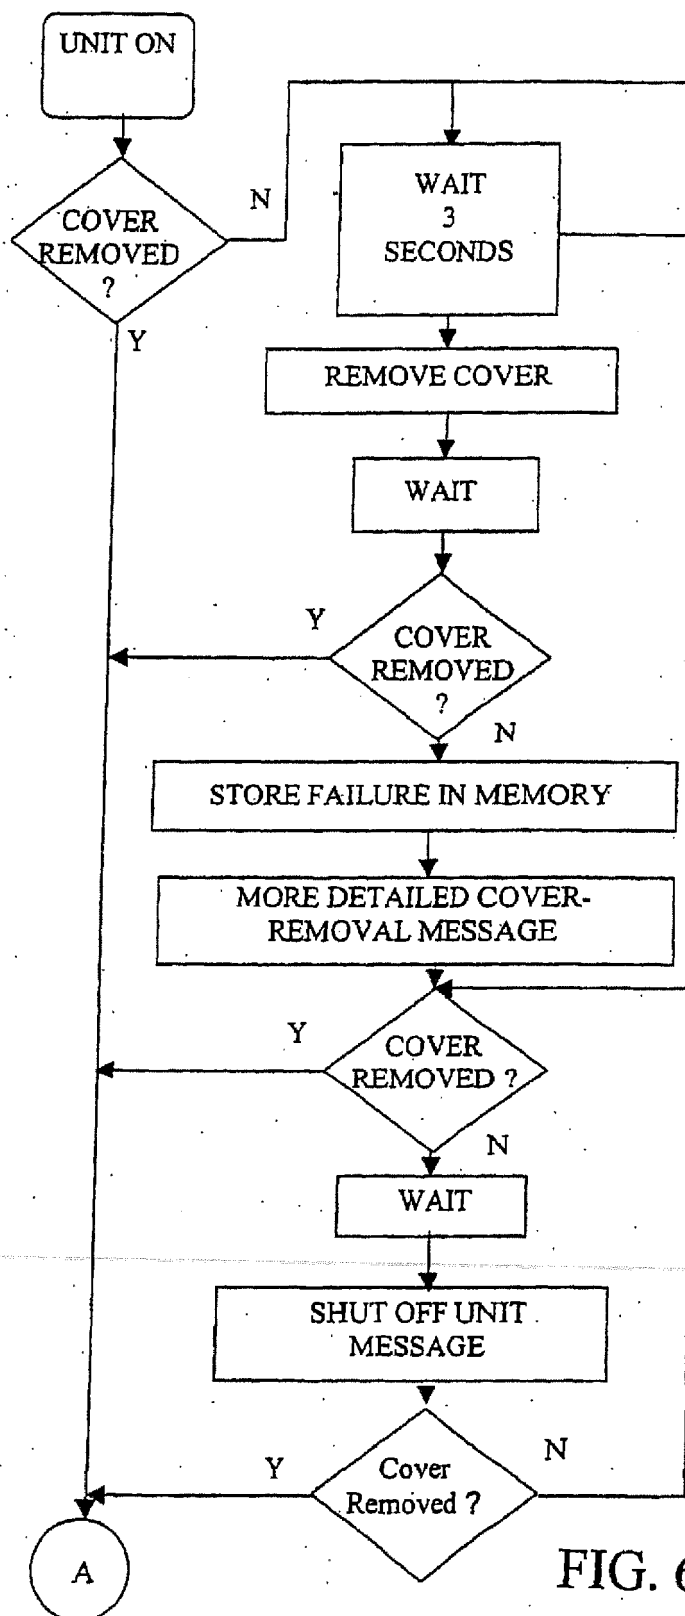 UNIT ON
COVER
REMOVED
?
N
Y
WAIT
3
SECONDS
REMOVE COVER
WAIT
Y
COVER
REMOVED
?
N
STORE FAILURE IN MEMORY
MORE DETAILED COVER-
REMOVAL MESSAGE
Y
COVER
REMOVED ?
N
WAIT
SHUT OFF UNIT
MESSAGE
Y
Cover
Removed ?
N
A
FIG.